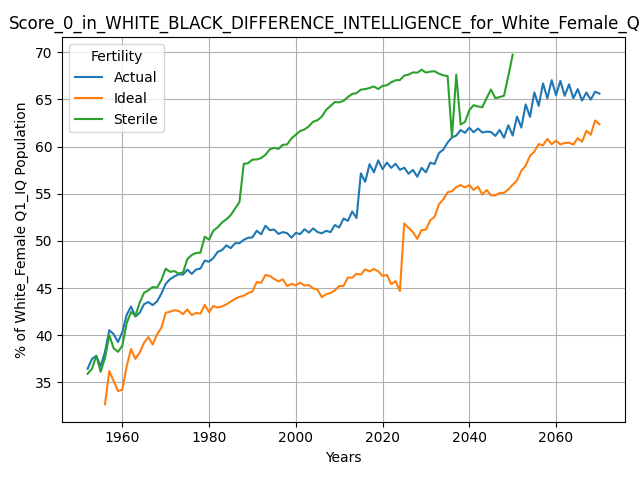 Score_0_in_WHITE_BLACK_DIFFERENCE_INTELLIGENCE_for_White_Female_Q
Fertility
Actual
Ideal
Sterile
% of White_Female Q1_IQ Population
70
65
60
55
50
45
40
35
1960
1980
2000
2020
2040
2060
Years